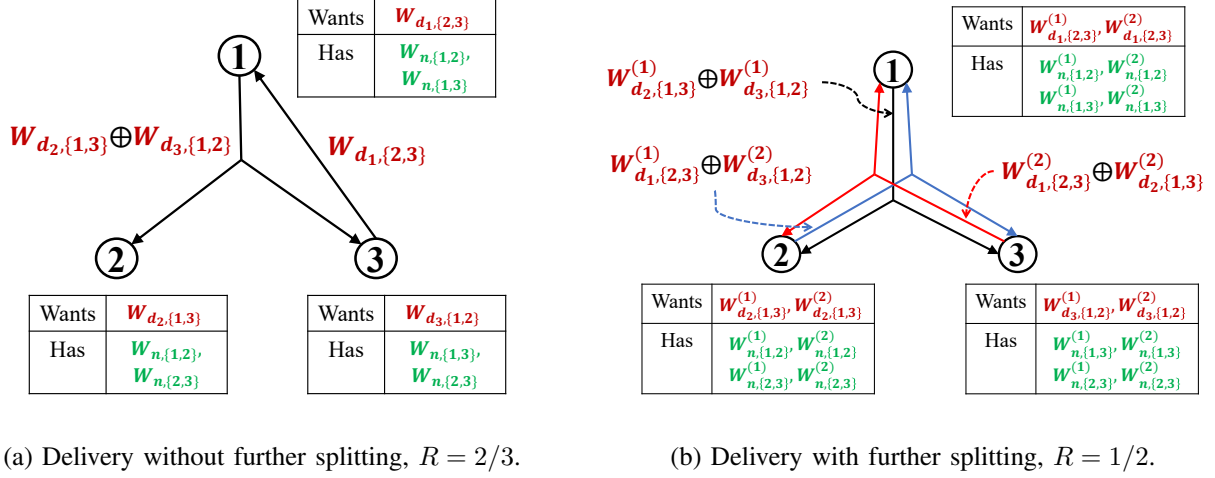 Wants W_{d_1,{2,3}}
Has W_{n,{1,2}},
W_{n,{1,3}}
1
W_{d_2,{1,3}}⊕W_{d_3,{1,2}}
W_{d_1,{2,3}}
2
3
Wants W_{d_2,{1,3}}
Has W_{n,{1,2}},
W_{n,{2,3}}
Wants W_{d_3,{1,2}}
Has W_{n,{1,3}},
W_{n,{2,3}}
(a) Delivery without further splitting, R = 2/3.
Wants W^{(1)}_{d_1,{2,3}}, W^{(2)}_{d_1,{2,3}}
Has W^{(1)}_{n,{1,2}}, W^{(2)}_{n,{1,2}}
W^{(1)}_{n,{1,3}}, W^{(2)}_{n,{1,3}}
1
W^{(1)}_{d_2,{1,3}}⊕W^{(1)}_{d_3,{1,2}}
W^{(1)}_{d_1,{2,3}}⊕W^{(2)}_{d_3,{1,2}}
W^{(2)}_{d_1,{2,3}}⊕W^{(2)}_{d_2,{1,3}}
2
3
Wants W^{(1)}_{d_2,{1,3}}, W^{(2)}_{d_2,{1,3}}
Has W^{(1)}_{n,{1,2}}, W^{(2)}_{n,{1,2}}
W^{(1)}_{n,{2,3}}, W^{(2)}_{n,{2,3}}
Wants W^{(1)}_{d_3,{1,2}}, W^{(2)}_{d_3,{1,2}}
Has W^{(1)}_{n,{1,3}}, W^{(2)}_{n,{1,3}}
W^{(1)}_{n,{2,3}}, W^{(2)}_{n,{2,3}}
(b) Delivery with further splitting, R = 1/2.